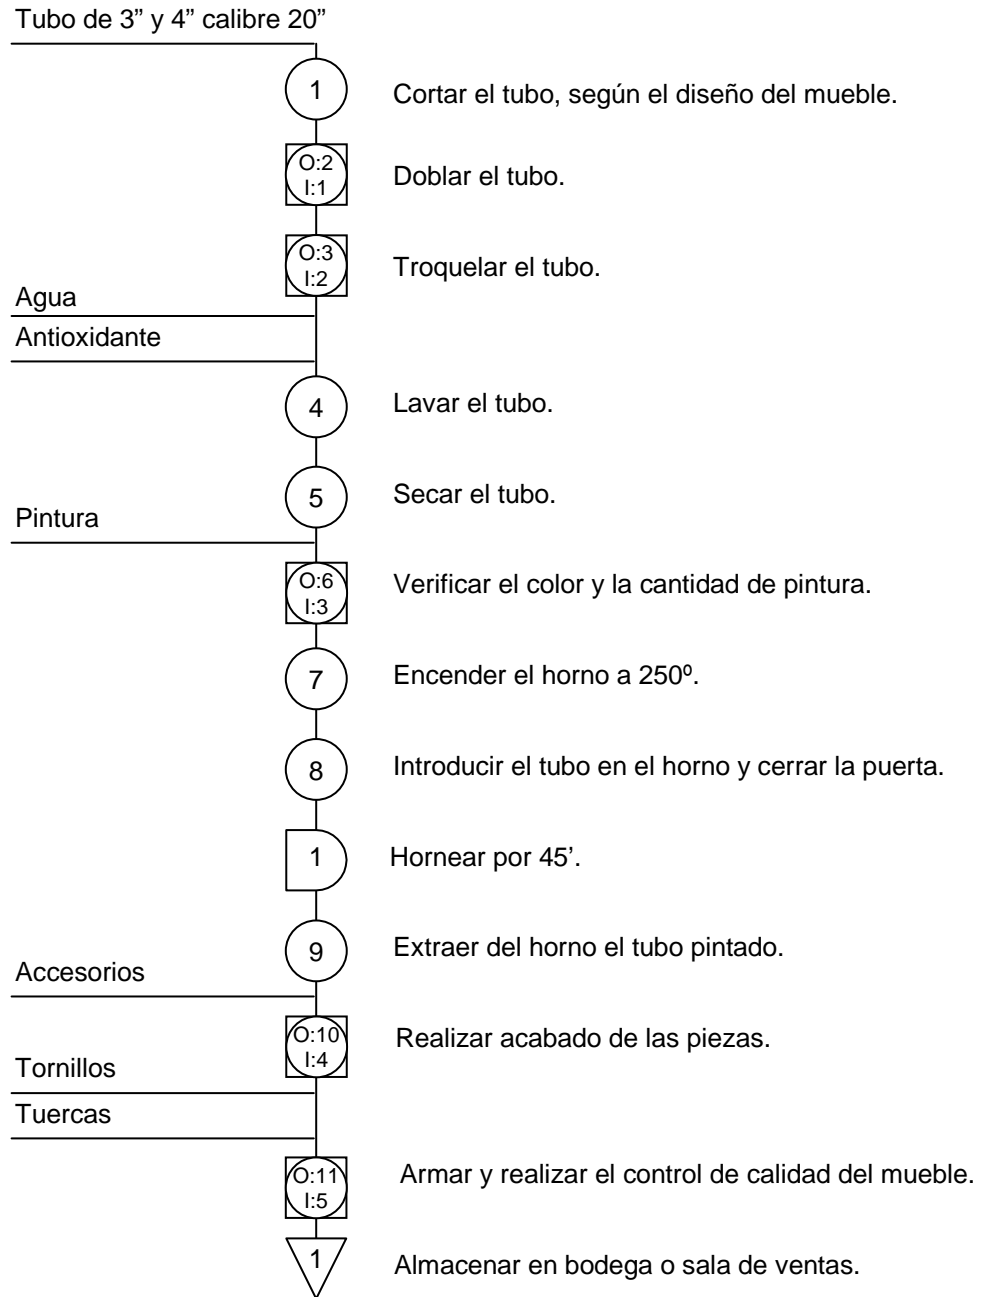 Tubo de 3” y 4” calibre 20”
1
Cortar el tubo, según el diseño del mueble.
O:2
I:1
Doblar el tubo.
O:3
I:2
Troquelar el tubo.
Agua
Antioxidante
4
Lavar el tubo.
5
Secar el tubo.
Pintura
O:6
I:3
Verificar el color y la cantidad de pintura.
7
Encender el horno a 250º.
8
Introducir el tubo en el horno y cerrar la puerta.
1
Hornear por 45’.
9
Extraer del horno el tubo pintado.
Accesorios
O:10
I:4
Realizar acabado de las piezas.
Tornillos
Tuercas
O:11
I:5
Armar y realizar el control de calidad del mueble.
1
Almacenar en bodega o sala de ventas.